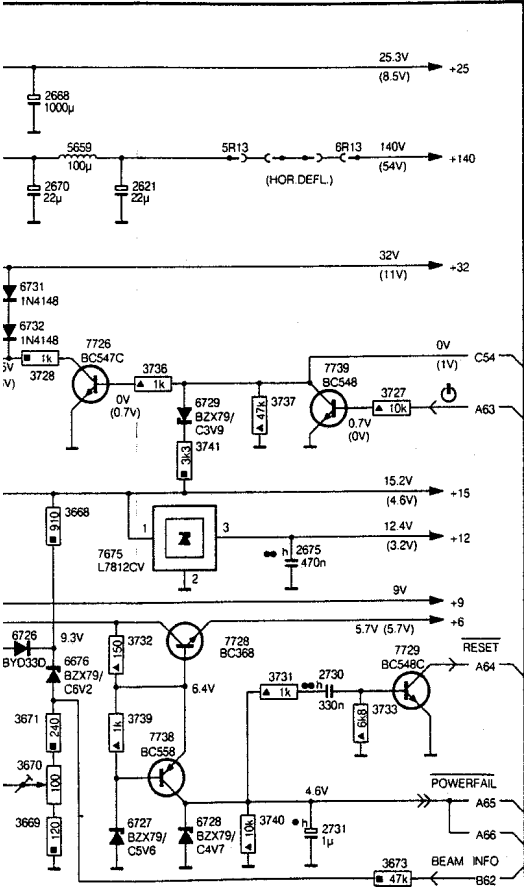 25.3V
(8.5V)
+25
2668
1000µ
5659
100µ
5R13
6R13
140V
(54V)
+140
(HOR.DEFL.)
2670
22µ
2621
22µ
32V
(11V)
+32
6731
1N4148
6732
1N4148
1k
3728
7726
BC547C
0V
(0.7V)
3736
1k
6729
BZX79/
C3V9
3741
3k3
47k
3737
7739
BC548
0.7V
(0V)
3727
10k
0V
(1V)
C54
A63
15.2V
(4.6V)
+15
910
3668
1
3
2
7675
L7812CV
12.4V
(3.2V)
+12
h
2675
470n
9V
+9
5.7V (5.7V)
+6
6726
BYD33D
9.3V
6676
BZX79/
C6V2
150
3732
7728
BC368
6.4V
3731
1k
h
2730
330n
6k8
3733
7729
BC548C
RESET
A64
3671
240
3670
100
3669
120
1k
3739
7738
BC558
6727
BZX79/
C5V6
6728
BZX79/
C4V7
10k
3740
4.6V
h
2731
1µ
POWERFAIL
A65
A66
BEAM INFO
3673
47k
B62